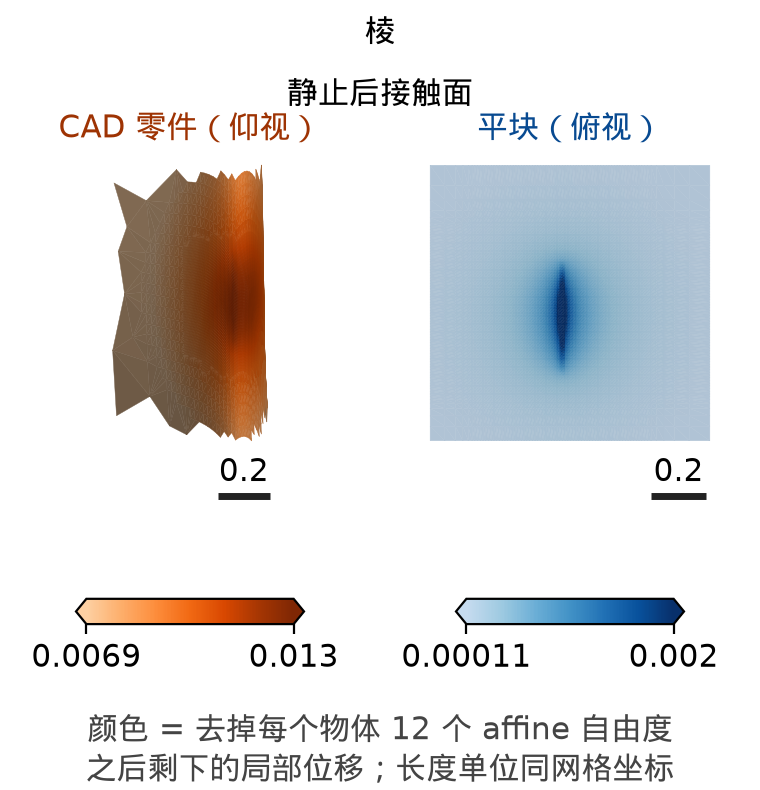 棱
静止后接触面
CAD 零件（仰视）
平块（俯视）
0.2
0.2
0.0069
0.013
0.00011
0.002
颜色 = 去掉每个物体 12 个 affine 自由度
之后剩下的局部位移；长度单位同网格坐标